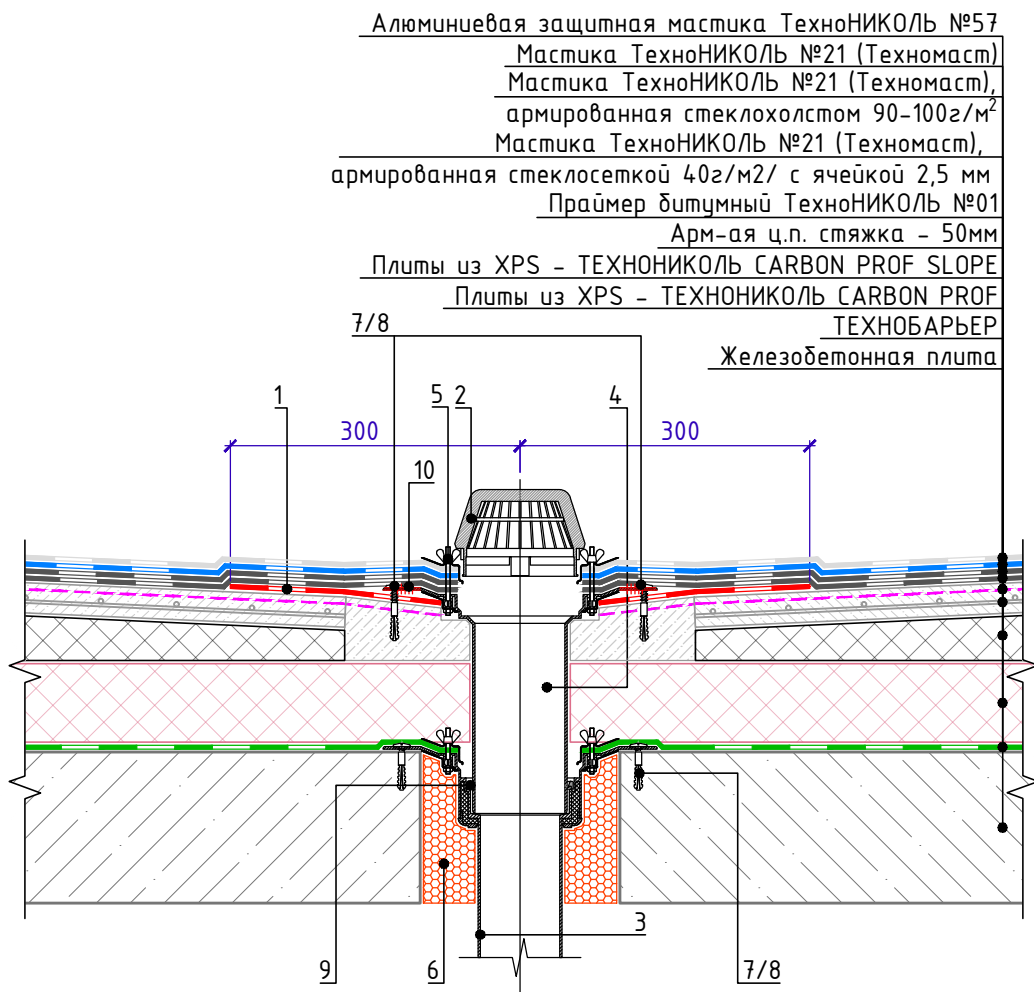 Алюминиевая защитная мастика ТехноНИКОЛЬ №57
Мастика ТехноНИКОЛЬ №21 (Техномаст)
Мастика ТехноНИКОЛЬ №21 (Техномаст),
армированная стеклохолстом 90-100г/м²
Мастика ТехноНИКОЛЬ №21 (Техномаст),
армированная стеклосеткой 40г/м2/ с ячейкой 2,5 мм
Праймер битумный ТехноНИКОЛЬ №01
Арм-ая ц.п. стяжка - 50мм
Плиты из XPS - ТЕХНОНИКОЛЬ CARBON PROF SLOPE
Плиты из XPS - ТЕХНОНИКОЛЬ CARBON PROF
ТЕХНОБАРЬЕР
Железобетонная плита
7/8
1
5
2
4
300
300
10
3
9
6
7/8